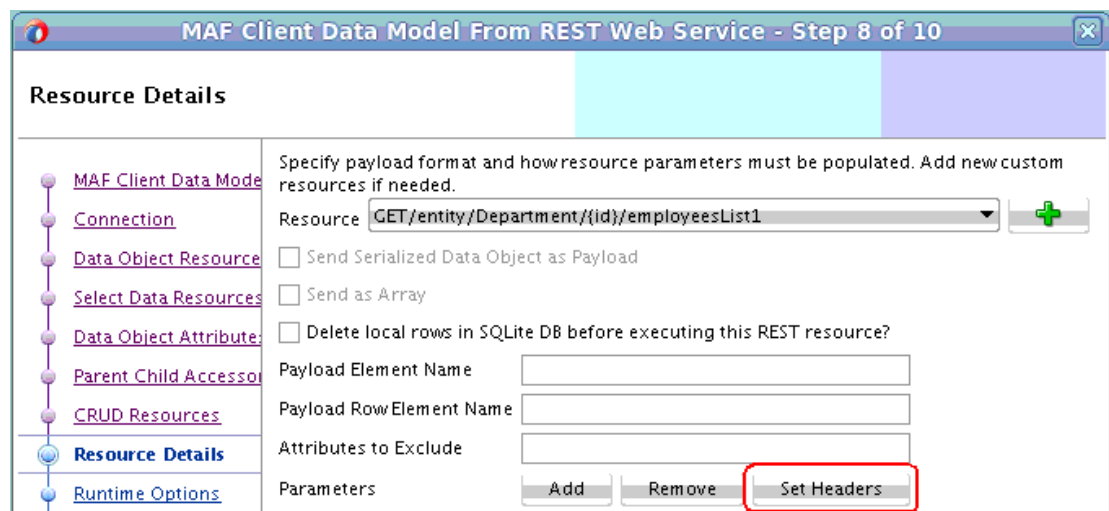 MAF Client Data Model From REST Web Service - Step 8 of 10
Resource Details
MAF Client Data Mode
Connection
Data Object Resource
Select Data Resources
Data Object Attribute
Parent Child Accessor
CRUD Resources
Resource Details
Runtime Options
Specify payload format and how resource parameters must be populated. Add new custom
resources if needed.
Resource GET/entity/Department/{id}/employeesList1
Send Serialized Data Object as Payload
Send as Array
Delete local rows in SQLite DB before executing this REST resource?
Payload Element Name
Payload Row Element Name
Attributes to Exclude
Parameters Add Remove Set Headers